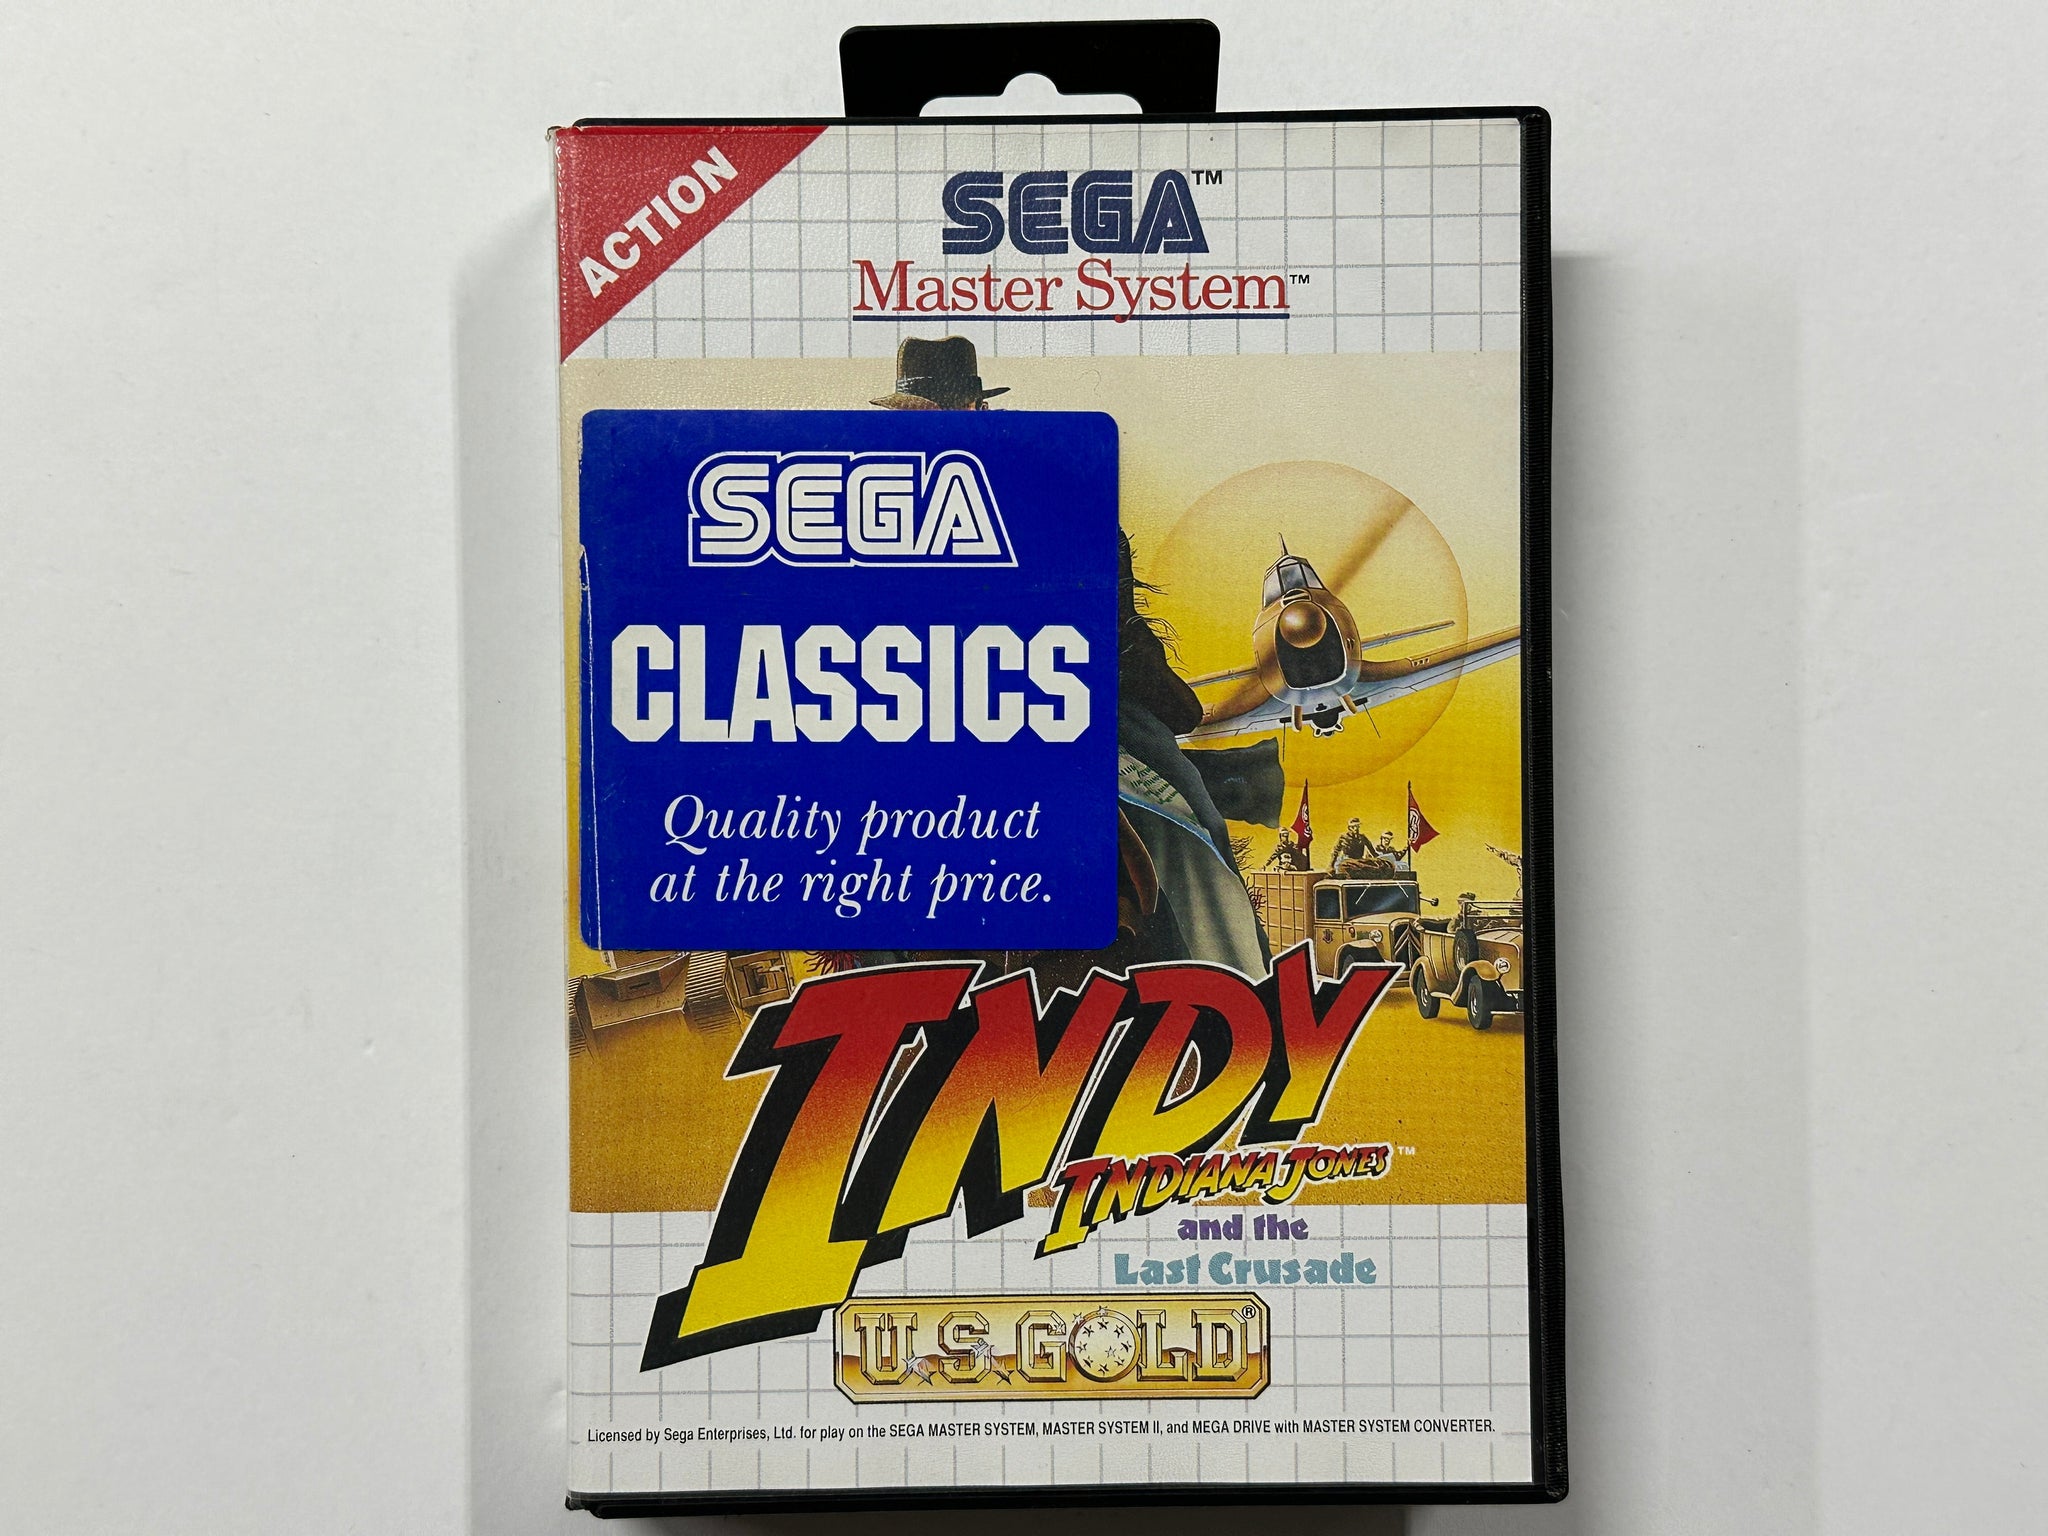 ACTION
SEGA™
Master System™
SEGA
CLASSICS
Quality product
at the right price.
INDY
INDIANA JONES™
and the
Last Crusade
U.S. GOLD®
Licensed by Sega Enterprises, Ltd. for play on the SEGA MASTER SYSTEM, MASTER SYSTEM II, and MEGA DRIVE with MASTER SYSTEM CONVERTER.